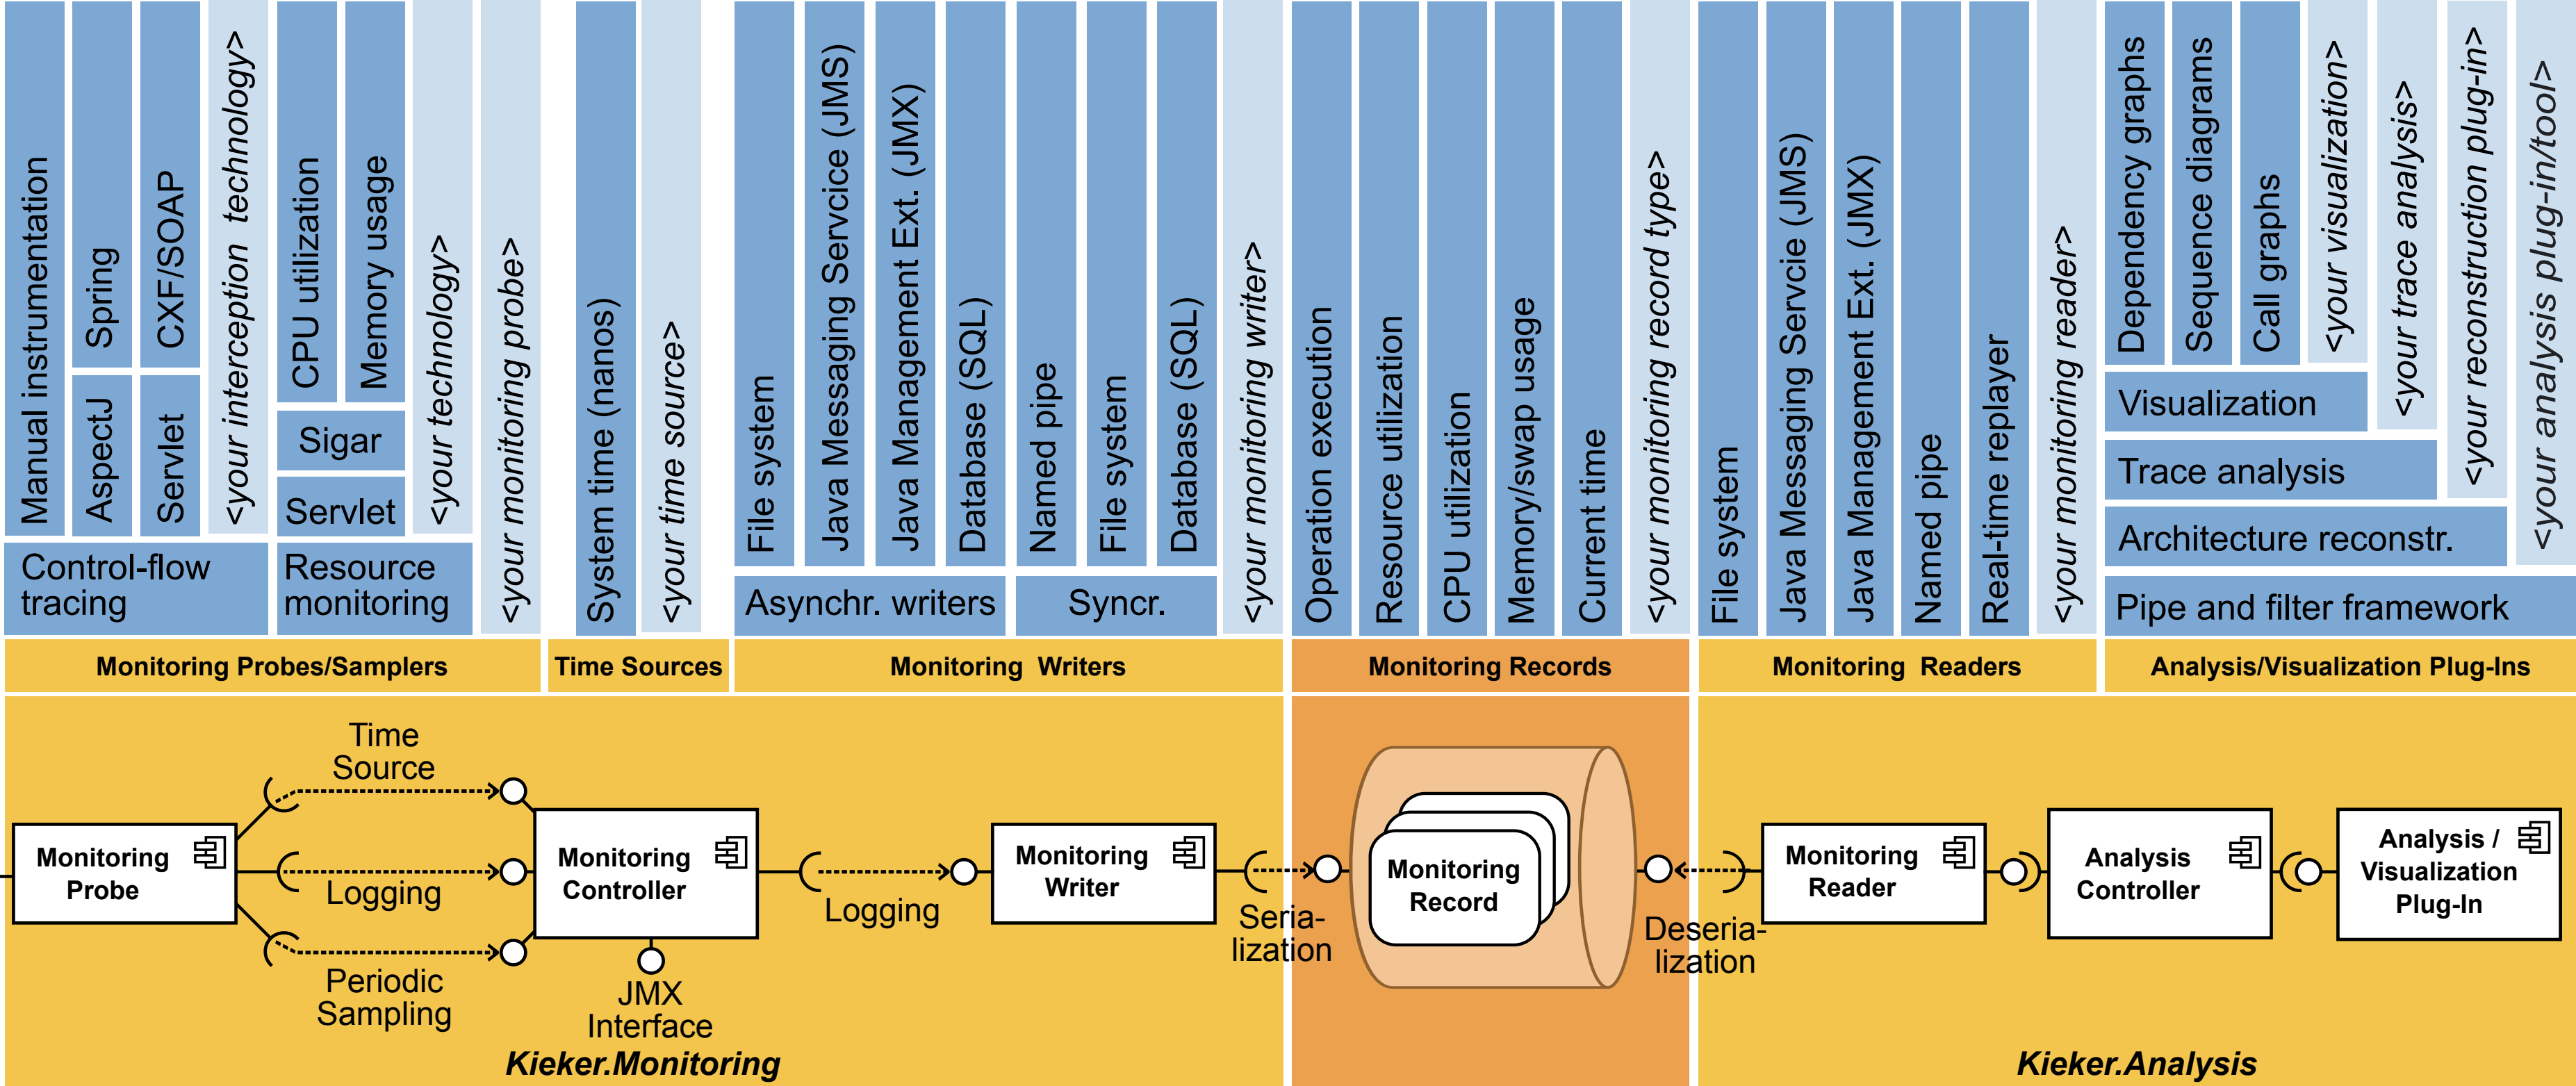 Manual instrumentation
Spring
AspectJ
CXF/SOAP
Servlet
<your interception technology>
Control-flow
tracing
CPU utilization
Memory usage
Sigar
Servlet
<your technology>
Resource
monitoring
<your monitoring probe>
System time (nanos)
<your time source>
File system
Java Messaging Servcice (JMS)
Java Management Ext. (JMX)
Database (SQL)
Asynchr. writers
Named pipe
File system
Database (SQL)
Syncr.
<your monitoring writer>
Operation execution
Resource utilization
CPU utilization
Memory/swap usage
Current time
<your monitoring record type>
File system
Java Messaging Servcie (JMS)
Java Management Ext. (JMX)
Named pipe
Real-time replayer
<your monitoring reader>
Dependency graphs
Sequence diagrams
Call graphs
<your visualization>
Visualization
<your trace analysis>
Trace analysis
<your reconstruction plug-in>
Architecture reconstr.
<your analysis plug-in/tool>
Pipe and filter framework
Monitoring Probes/Samplers
Time Sources
Monitoring Writers
Monitoring Records
Monitoring Readers
Analysis/Visualization Plug-Ins
Monitoring
Probe
Time
Source
Logging
Periodic
Sampling
Monitoring
Controller
JMX
Interface
Logging
Monitoring
Writer
Seria-
lization
Monitoring
Record
Deseria-
lization
Monitoring
Reader
Analysis
Controller
Analysis /
Visualization
Plug-In
Kieker.Monitoring
Kieker.Analysis